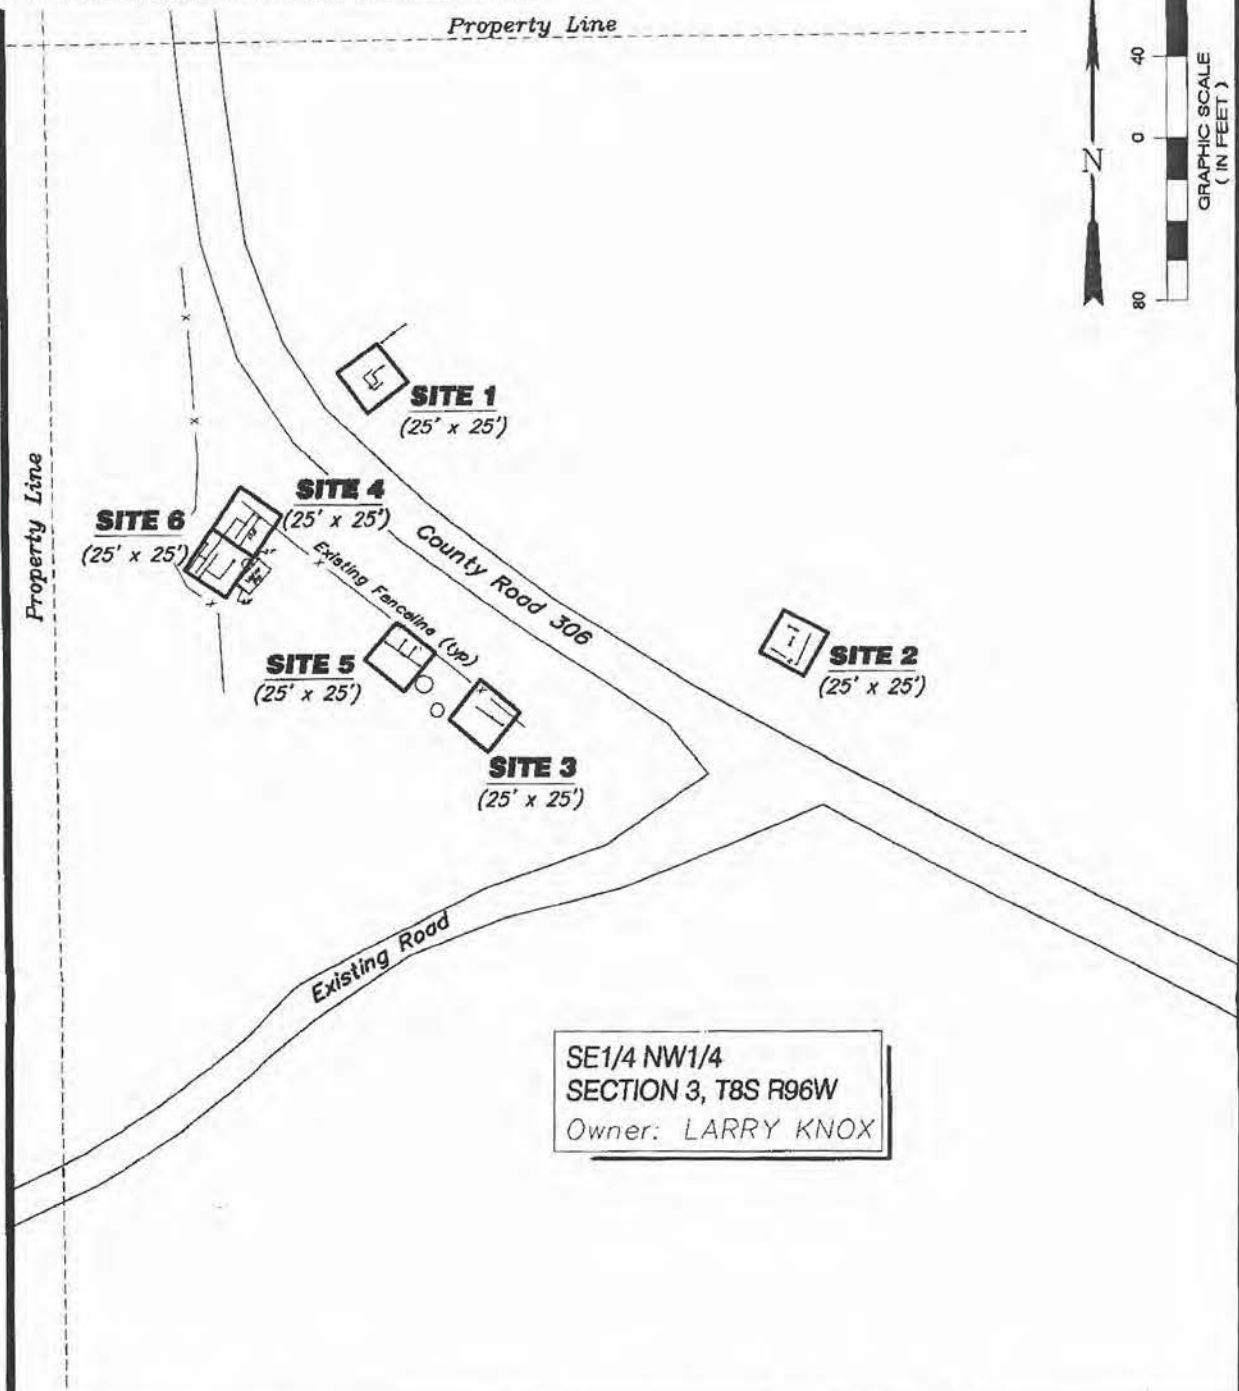 Property Line
40
0
80
GRAPHIC SCALE
( IN FEET )
N
SITE 1
(25' x 25')
Property Line
SITE 4
(25' x 25')
SITE 6
(25' x 25')
County Road 306
Existing Fenceline (typ)
SITE 2
(25' x 25')
SITE 5
(25' x 25')
SITE 3
(25' x 25')
Existing Road
SE1/4 NW1/4
SECTION 3, T8S R96W
Owner: LARRY KNOX